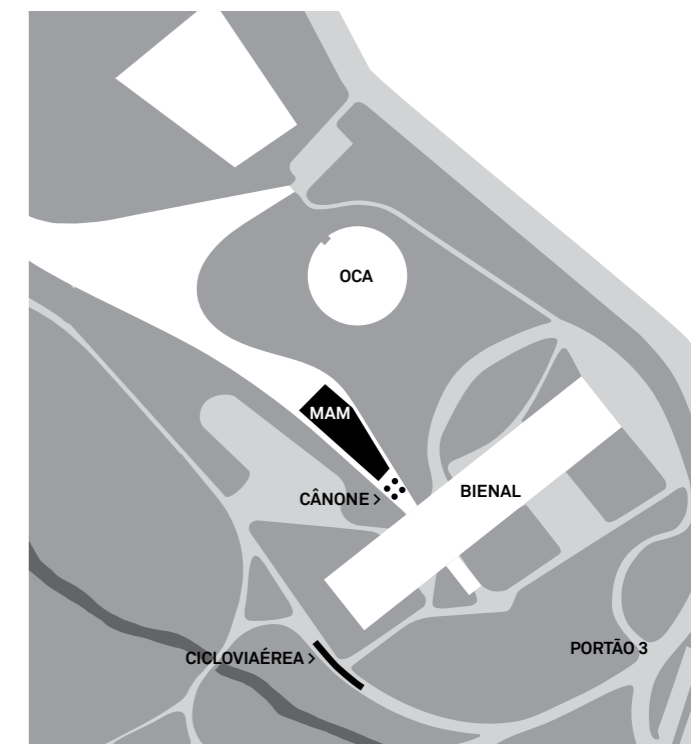 OCA
MAM
BIENAL
CÂNONE >
PORTÃO 3
CICLOVIAÉREA >